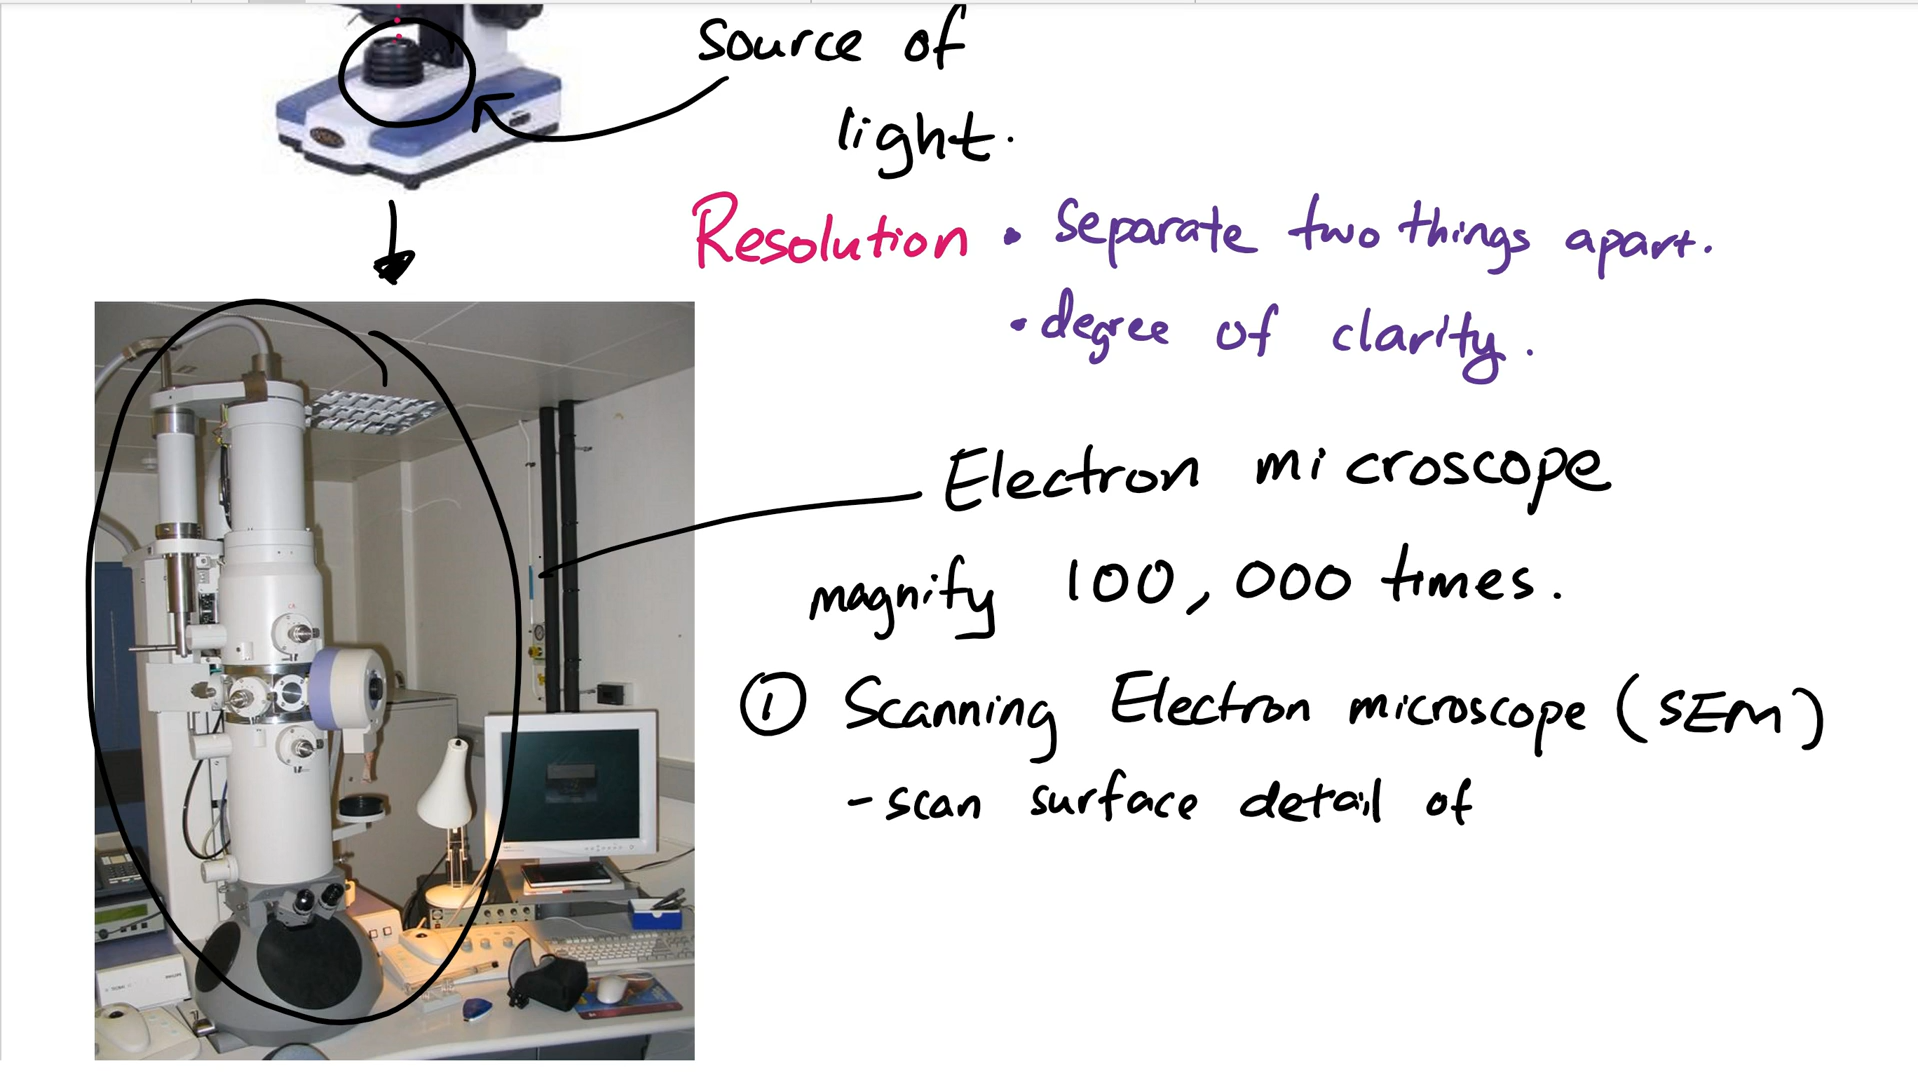 Source of
light.
Resolution • Separate two things apart.
• degree of clarity.
Electron microscope
magnify 100,000 times.
① Scanning Electron microscope (SEM)
- scan surface detail of